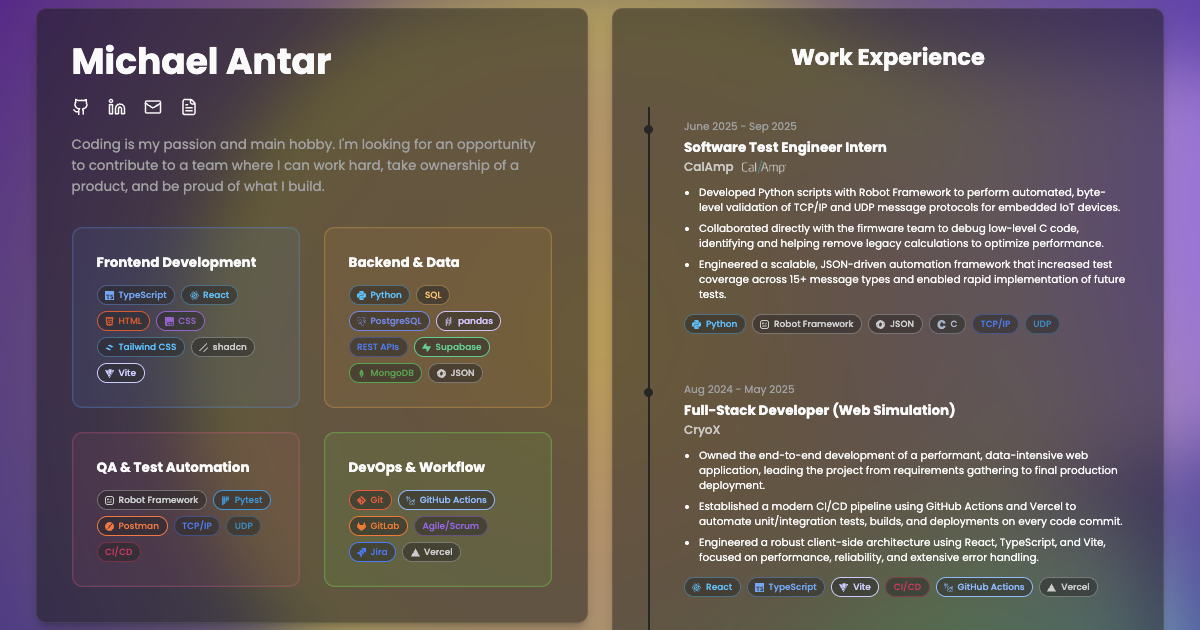 Michael Antar
Coding is my passion and main hobby. I'm looking for an opportunity
to contribute to a team where I can work hard, take ownership of a
product, and be proud of what I build.
Frontend Development
TypeScript React
HTML CSS
Tailwind CSS shadcn
Vite
Backend & Data
Python SQL
PostgreSQL pandas
REST APIs Supabase
MongoDB JSON
QA & Test Automation
Robot Framework Pytest
Postman TCP/IP UDP
CI/CD
DevOps & Workflow
Git GitHub Actions
GitLab Agile/Scrum
Jira Vercel
Work Experience
June 2025 - Sep 2025
Software Test Engineer Intern
CalAmp Cal/Amp
• Developed Python scripts with Robot Framework to perform automated, byte-
level validation of TCP/IP and UDP message protocols for embedded IoT devices.
• Collaborated directly with the firmware team to debug low-level C code,
identifying and helping remove legacy calculations to optimize performance.
• Engineered a scalable, JSON-driven automation framework that increased test
coverage across 15+ message types and enabled rapid implementation of future
tests.
Python Robot Framework JSON C TCP/IP UDP
Aug 2024 - May 2025
Full-Stack Developer (Web Simulation)
CryoX
• Owned the end-to-end development of a performant, data-intensive web
application, leading the project from requirements gathering to final production
deployment.
• Established a modern CI/CD pipeline using GitHub Actions and Vercel to
automate unit/integration tests, builds, and deployments on every code commit.
• Engineered a robust client-side architecture using React, TypeScript, and Vite,
focused on performance, reliability, and extensive error handling.
React TypeScript Vite CI/CD GitHub Actions Vercel